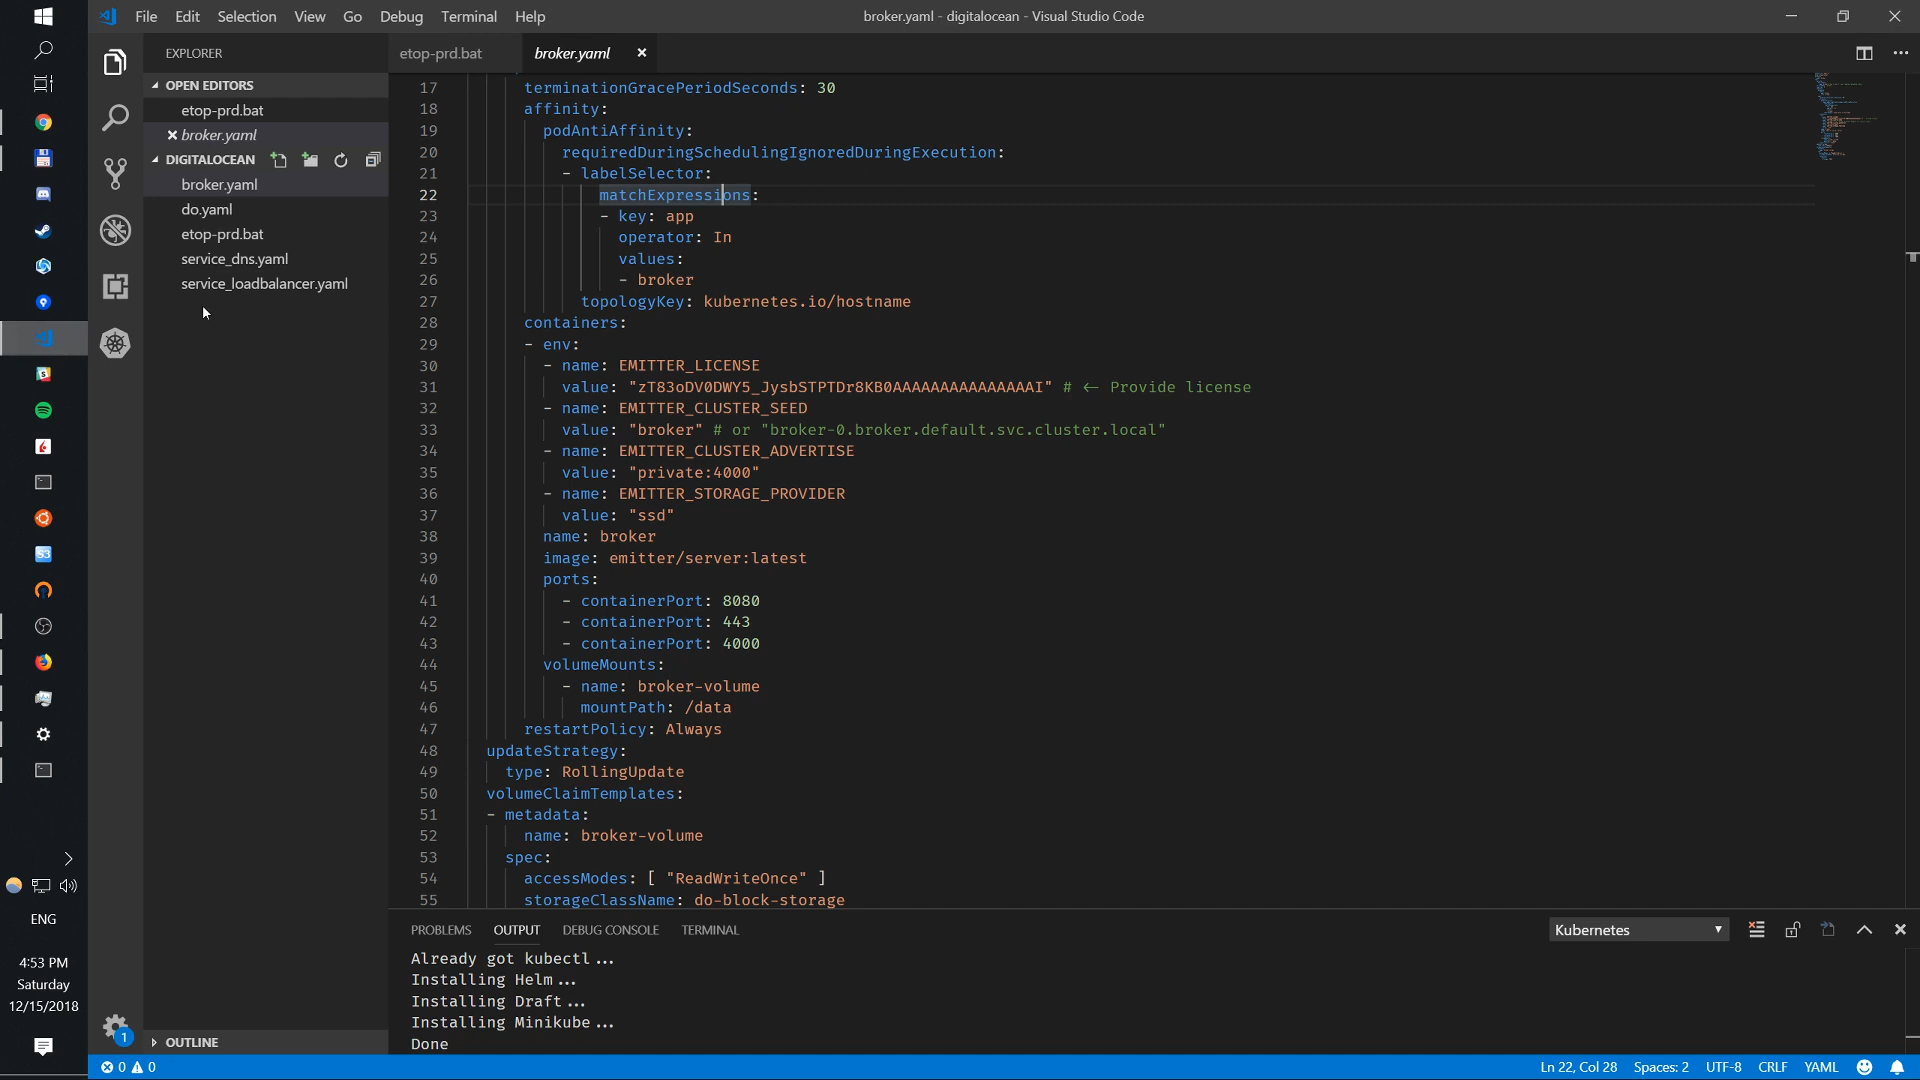 File Edit Selection View Go Debug Terminal Help
broker.yaml - digitalocean - Visual Studio Code
EXPLORER
OPEN EDITORS
etop-prd.bat
broker.yaml
DIGITALOCEAN
broker.yaml
do.yaml
etop-prd.bat
service_dns.yaml
service_loadbalancer.yaml
OUTLINE
etop-prd.bat broker.yaml
17 terminationGracePeriodSeconds: 30
18 affinity:
19 podAntiAffinity:
20 requiredDuringSchedulingIgnoredDuringExecution:
21 - labelSelector:
22 matchExpressions:
23 - key: app
24 operator: In
25 values:
26 - broker
27 topologyKey: kubernetes.io/hostname
28 containers:
29 - env:
30 - name: EMITTER_LICENSE
31 value: "zT83oDV0DWY5_JysbSTPTDr8KB0AAAAAAAAAAAAAAAI" # <- Provide license
32 - name: EMITTER_CLUSTER_SEED
33 value: "broker" # or "broker-0.broker.default.svc.cluster.local"
34 - name: EMITTER_CLUSTER_ADVERTISE
35 value: "private:4000"
36 - name: EMITTER_STORAGE_PROVIDER
37 value: "ssd"
38 name: broker
39 image: emitter/server:latest
40 ports:
41 - containerPort: 8080
42 - containerPort: 443
43 - containerPort: 4000
44 volumeMounts:
45 - name: broker-volume
46 mountPath: /data
47 restartPolicy: Always
48 updateStrategy:
49 type: RollingUpdate
50 volumeClaimTemplates:
51 - metadata:
52 name: broker-volume
53 spec:
54 accessModes: [ "ReadWriteOnce" ]
55 storageClassName: do-block-storage
PROBLEMS OUTPUT DEBUG CONSOLE TERMINAL
Kubernetes
Already got kubectl...
Installing Helm...
Installing Draft...
Installing Minikube...
Done
ENG
4:53 PM
Saturday
12/15/2018
1
0 0
Ln 22, Col 28 Spaces: 2 UTF-8 CRLF YAML